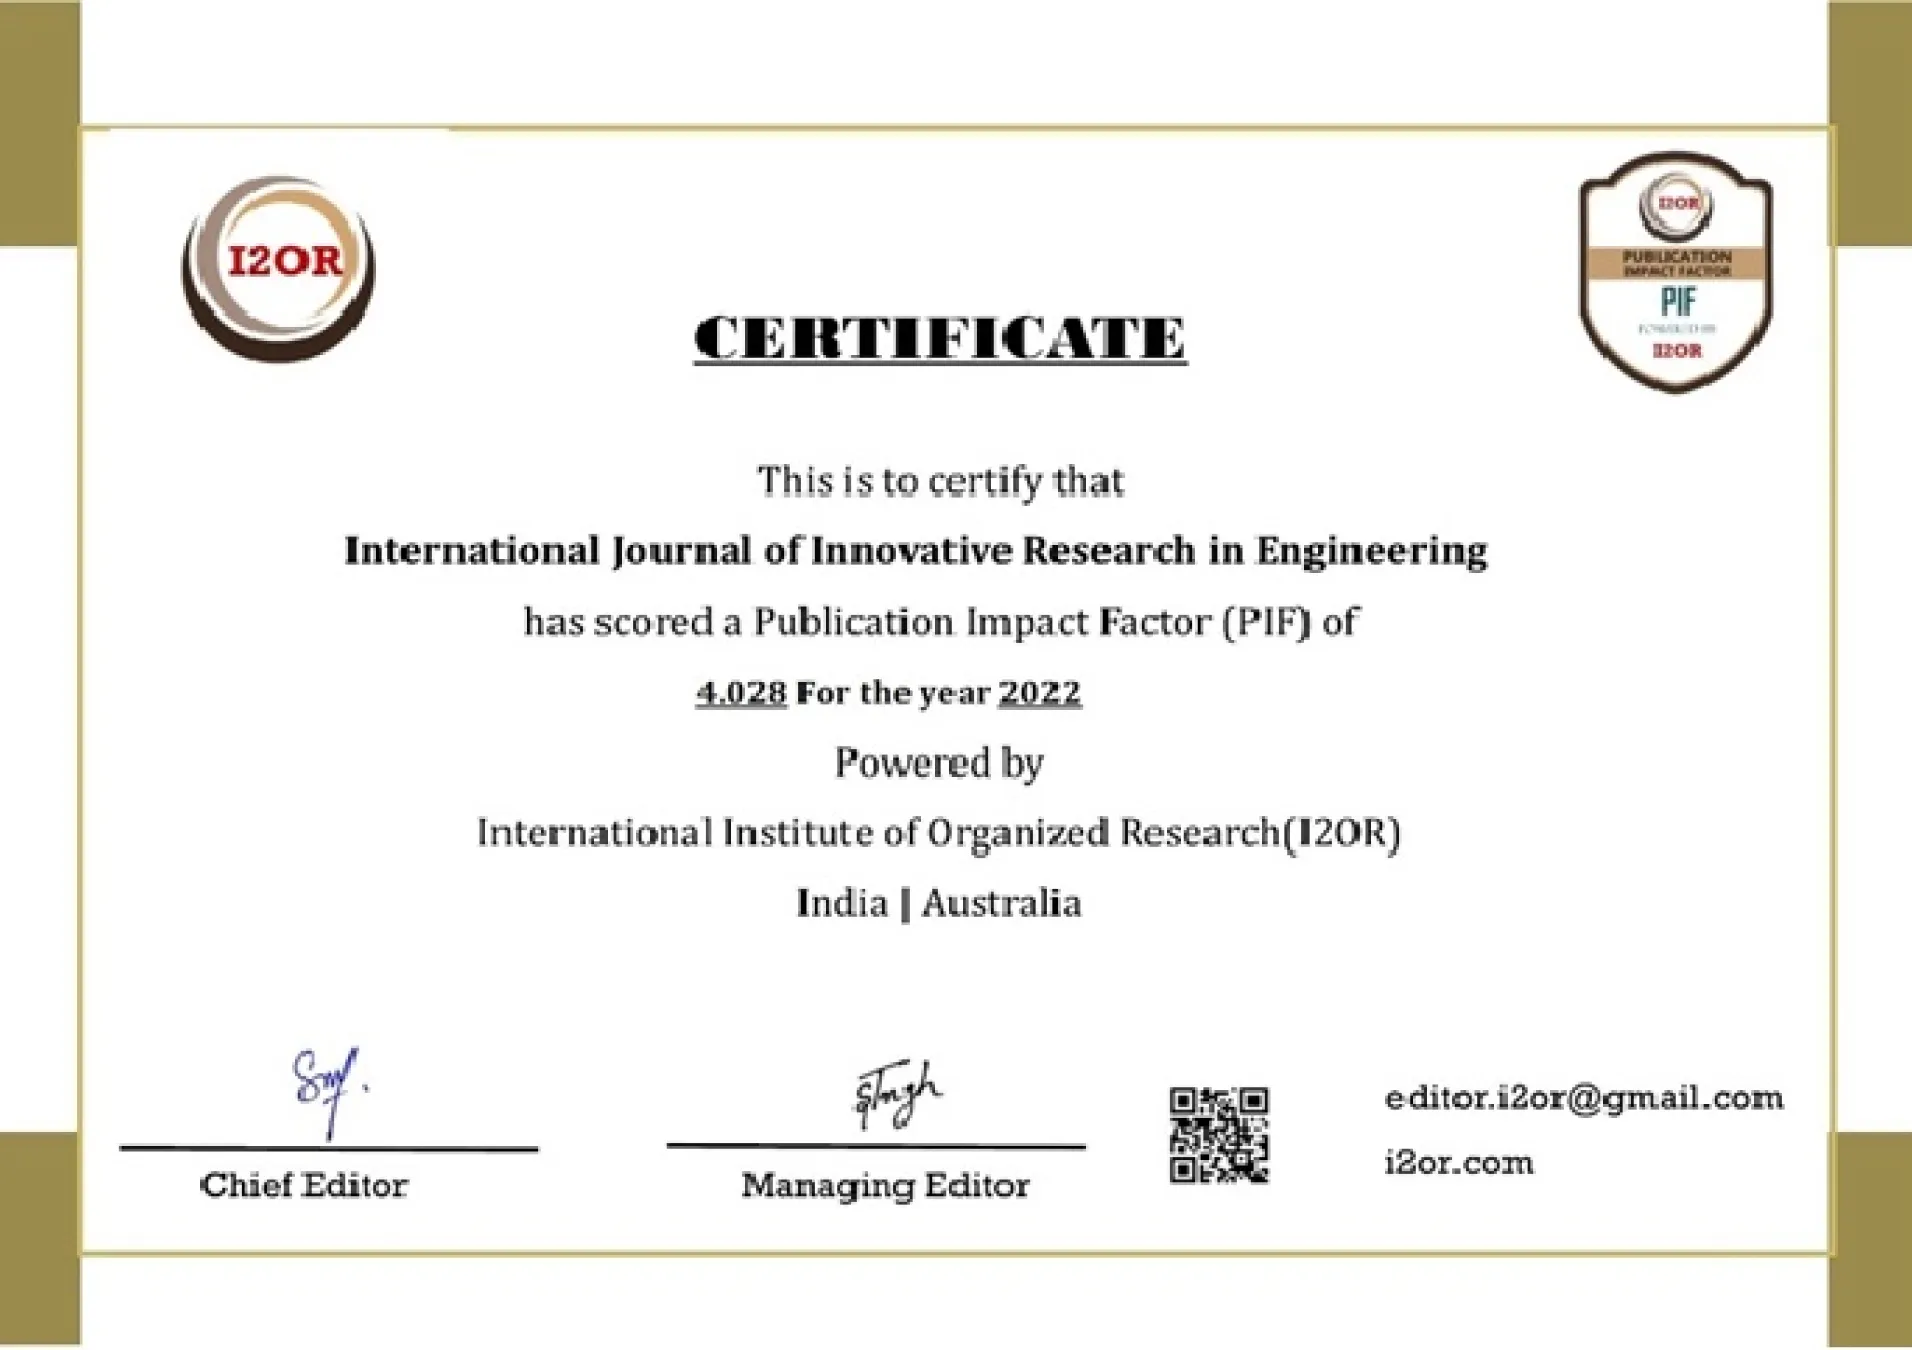 I2OR
I2OR
PUBLICATION
IMPACT FACTOR
PIF
POWERED BY
I2OR
CERTIFICATE
This is to certify that
International Journal of Innovative Research in Engineering
has scored a Publication Impact Factor (PIF) of
4.028 For the year 2022
Powered by
International Institute of Organized Research(I2OR)
India | Australia
Chief Editor
Managing Editor
editor.i2or@gmail.com
i2or.com